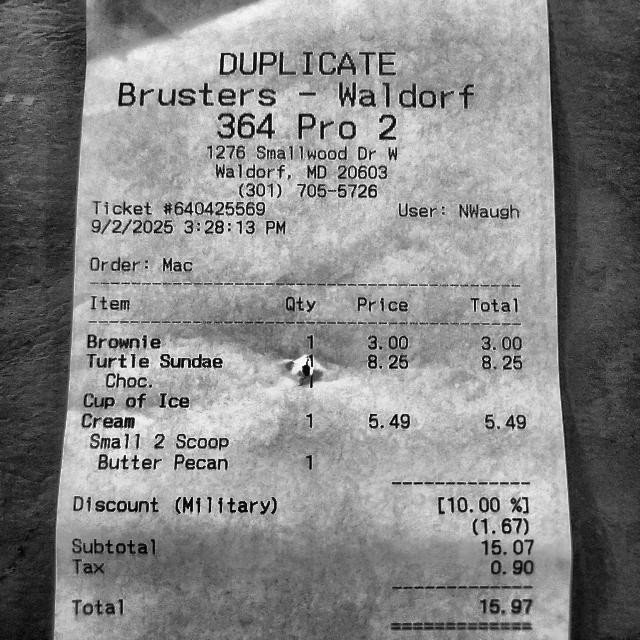 DUPLICATE
Brusters - Waldorf
364 Pro 2
1276 Smallwood Dr W
Waldorf, MD 20603
(301) 705-5726
Ticket #640425569 User: NWaugh
9/2/2025 3:28:13 PM
Order: Mac
Item Qty Price Total
Brownie 1 3.00 3.00
Turtle Sundae 8.25 8.25
Choc.
Cup of Ice
Cream 1 5.49 5.49
Small 2 Scoop
Butter Pecan 1
Discount (Military) [10.00 %]
(1.67)
Subtotal 15.07
Tax 0.90
Total 15.97